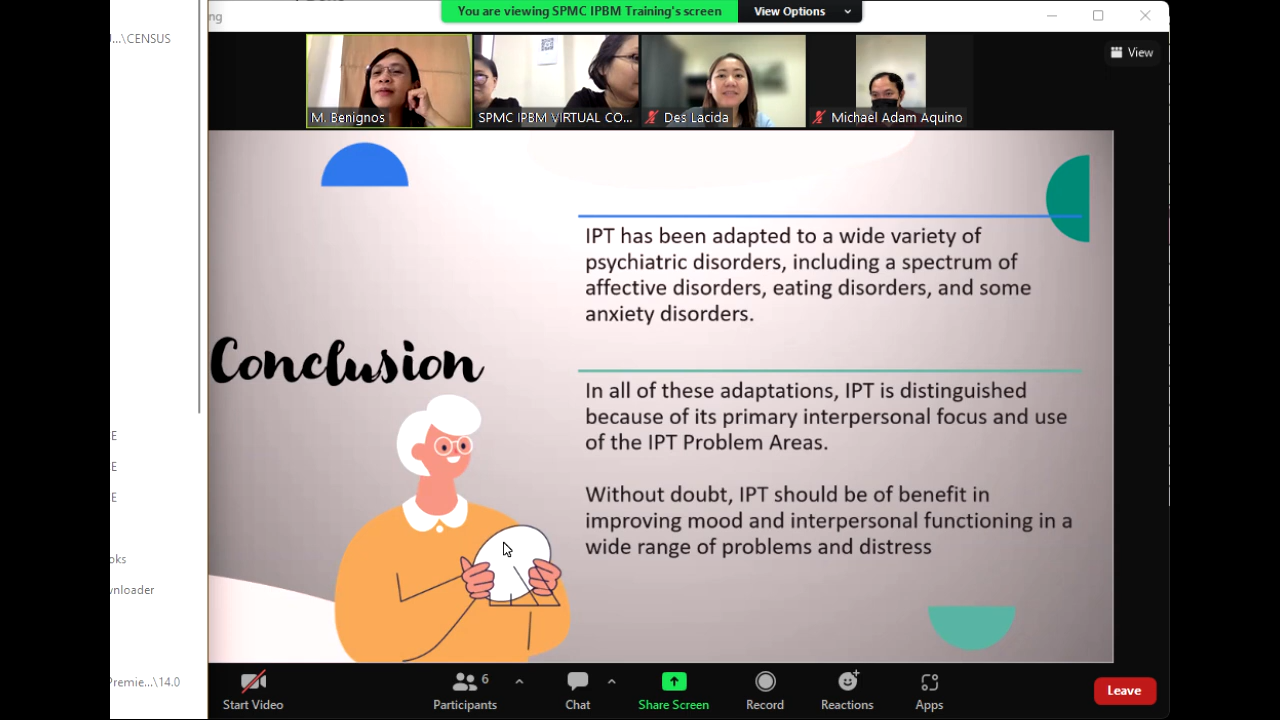 ng
You are viewing SPMC IPBM Training's screen
View Options
...\CENSUS
View
M. Benignos
SPMC IPBM VIRTUAL CO...
Des Lacida
Michael Adam Aquino
IPT has been adapted to a wide variety of
psychiatric disorders, including a spectrum of
affective disorders, eating disorders, and some
anxiety disorders.
Conclusion
In all of these adaptations, IPT is distinguished
because of its primary interpersonal focus and use
of the IPT Problem Areas.
Without doubt, IPT should be of benefit in
improving mood and interpersonal functioning in a
wide range of problems and distress
E
E
E
oks
wnloader
Premie...\14.0
Start Video
Participants
6
Chat
Share Screen
Record
Reactions
Apps
Leave